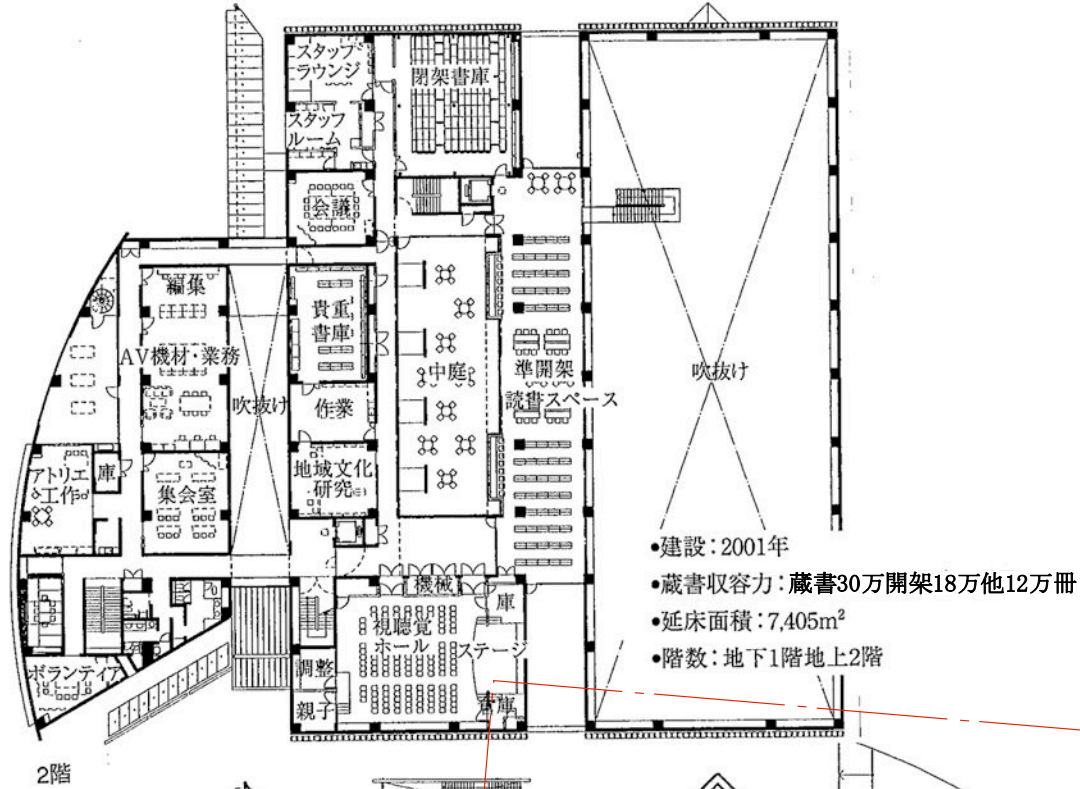 スタッフ
ラウンジ
閉架書庫
スタッフ
ルーム
会議
編集
貴重
書庫
AV機材・業務
中庭
準開架
読書スペース
吹抜け
吹抜け
作業
アトリエ
工作
庫
集会室
地域文化
研究
•建設：2001年
•蔵書収容力：蔵書30万開架18万他12万冊
•延床面積：7,405m²
•階数：地下1階地上2階
機械
庫
視聴覚
ホール
ステージ
ボランティア
調整
親子
倉庫
2階